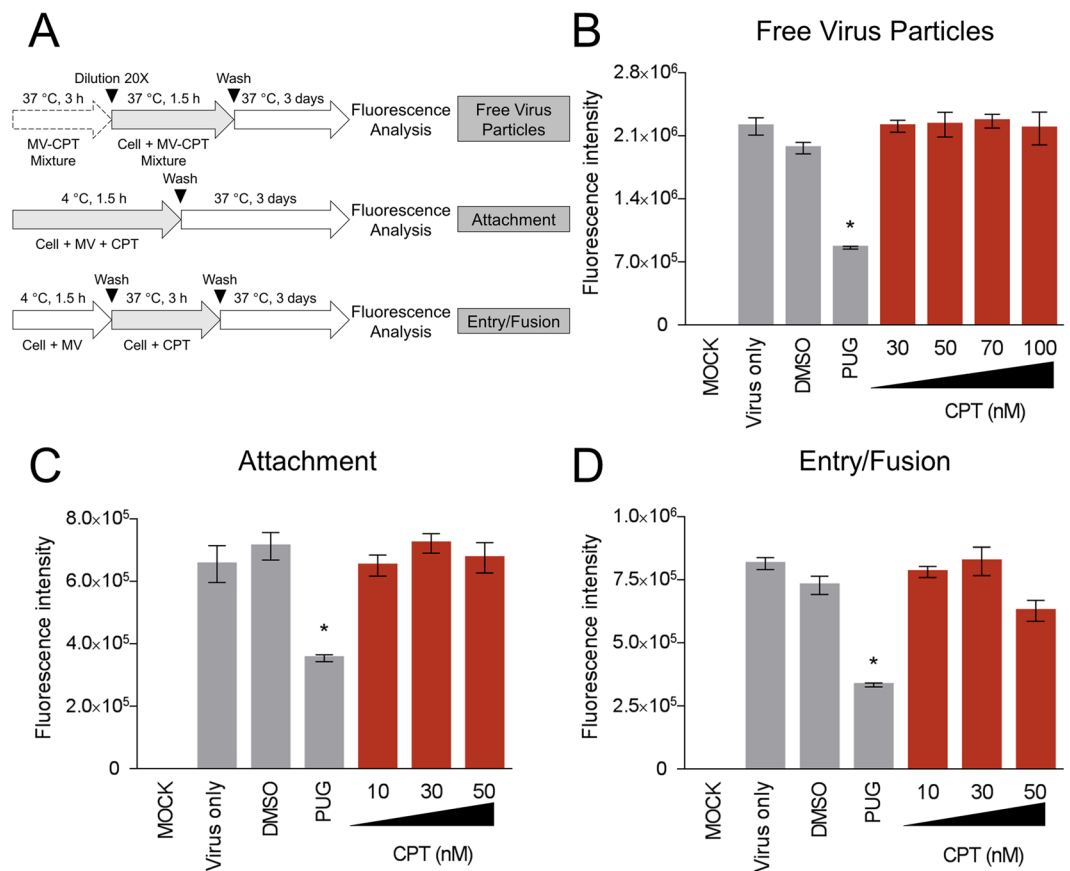 A
Dilution 20X
Wash
37 °C, 3 h
37 °C, 1.5 h
37 °C, 3 days
MV-CPT
Mixture
Cell + MV-CPT
Mixture
Fluorescence
Analysis
Free Virus
Particles
Wash
4 °C, 1.5 h
37 °C, 3 days
Cell + MV + CPT
Fluorescence
Analysis
Attachment
Wash
Wash
4 °C, 1.5 h
37 °C, 3 h
37 °C, 3 days
Cell + MV
Cell + CPT
Fluorescence
Analysis
Entry/Fusion
B
Free Virus Particles
Fluorescence intensity
2.8×10⁶
2.1×10⁶
1.4×10⁶
7.0×10⁵
0
*
MOCK
Virus only
DMSO
PUG
30 50 70 100
CPT (nM)
C
Attachment
Fluorescence intensity
8.0×10⁵
6.0×10⁵
4.0×10⁵
2.0×10⁵
0
*
MOCK
Virus only
DMSO
PUG
10 30 50
CPT (nM)
D
Entry/Fusion
Fluorescence intensity
1.0×10⁶
7.5×10⁵
5.0×10⁵
2.5×10⁵
0
*
MOCK
Virus only
DMSO
PUG
10 30 50
CPT (nM)